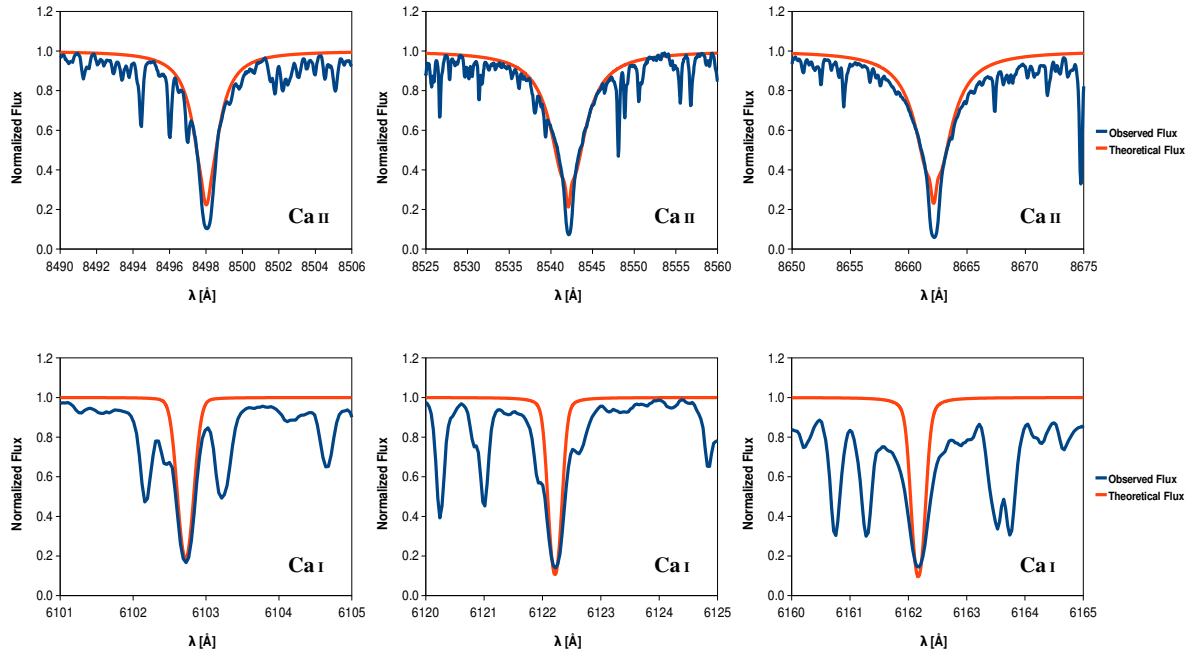 1.2
1.0
0.8
0.6
0.4
0.2
0.0
Normalized Flux
8490 8492 8494 8496 8498 8500 8502 8504 8506
λ [Å]
Ca II
1.2
1.0
0.8
0.6
0.4
0.2
0.0
Normalized Flux
8525 8530 8535 8540 8545 8550 8555 8560
λ [Å]
Ca II
1.2
1.0
0.8
0.6
0.4
0.2
0.0
Normalized Flux
8650 8655 8660 8665 8670 8675
λ [Å]
Ca II
Observed Flux
Theoretical Flux
1.2
1.0
0.8
0.6
0.4
0.2
0.0
Normalized Flux
6101 6102 6103 6104 6105
λ [Å]
Ca I
1.2
1.0
0.8
0.6
0.4
0.2
0.0
Normalized Flux
6120 6121 6122 6123 6124 6125
λ [Å]
Ca I
1.2
1.0
0.8
0.6
0.4
0.2
0.0
Normalized Flux
6160 6161 6162 6163 6164 6165
λ [Å]
Ca I
Observed Flux
Theoretical Flux